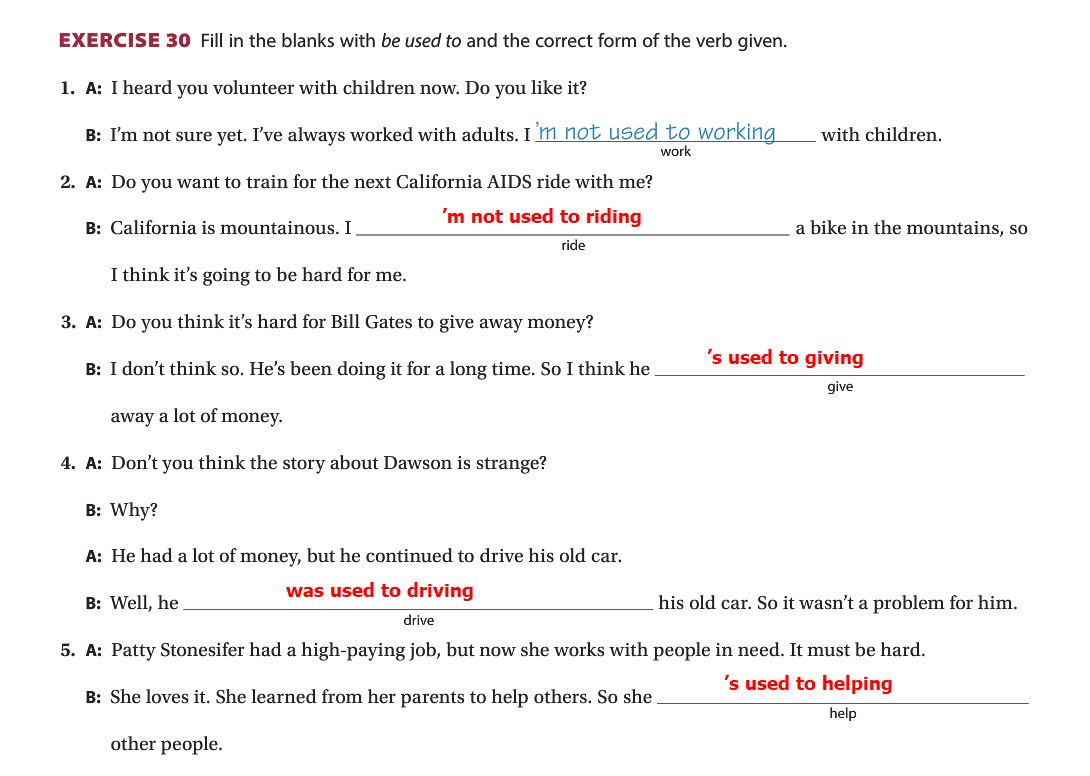 EXERCISE 30 Fill in the blanks with be used to and the correct form of the verb given.
1. A: I heard you volunteer with children now. Do you like it?
B: I'm not sure yet. I've always worked with adults. I 'm not used to working with children.
work
2. A: Do you want to train for the next California AIDS ride with me?
B: California is mountainous. I 'm not used to riding a bike in the mountains, so
ride
I think it's going to be hard for me.
3. A: Do you think it's hard for Bill Gates to give away money?
B: I don't think so. He's been doing it for a long time. So I think he 's used to giving
give
away a lot of money.
4. A: Don't you think the story about Dawson is strange?
B: Why?
A: He had a lot of money, but he continued to drive his old car.
B: Well, he was used to driving his old car. So it wasn't a problem for him.
drive
5. A: Patty Stonesifer had a high-paying job, but now she works with people in need. It must be hard.
B: She loves it. She learned from her parents to help others. So she 's used to helping
help
other people.